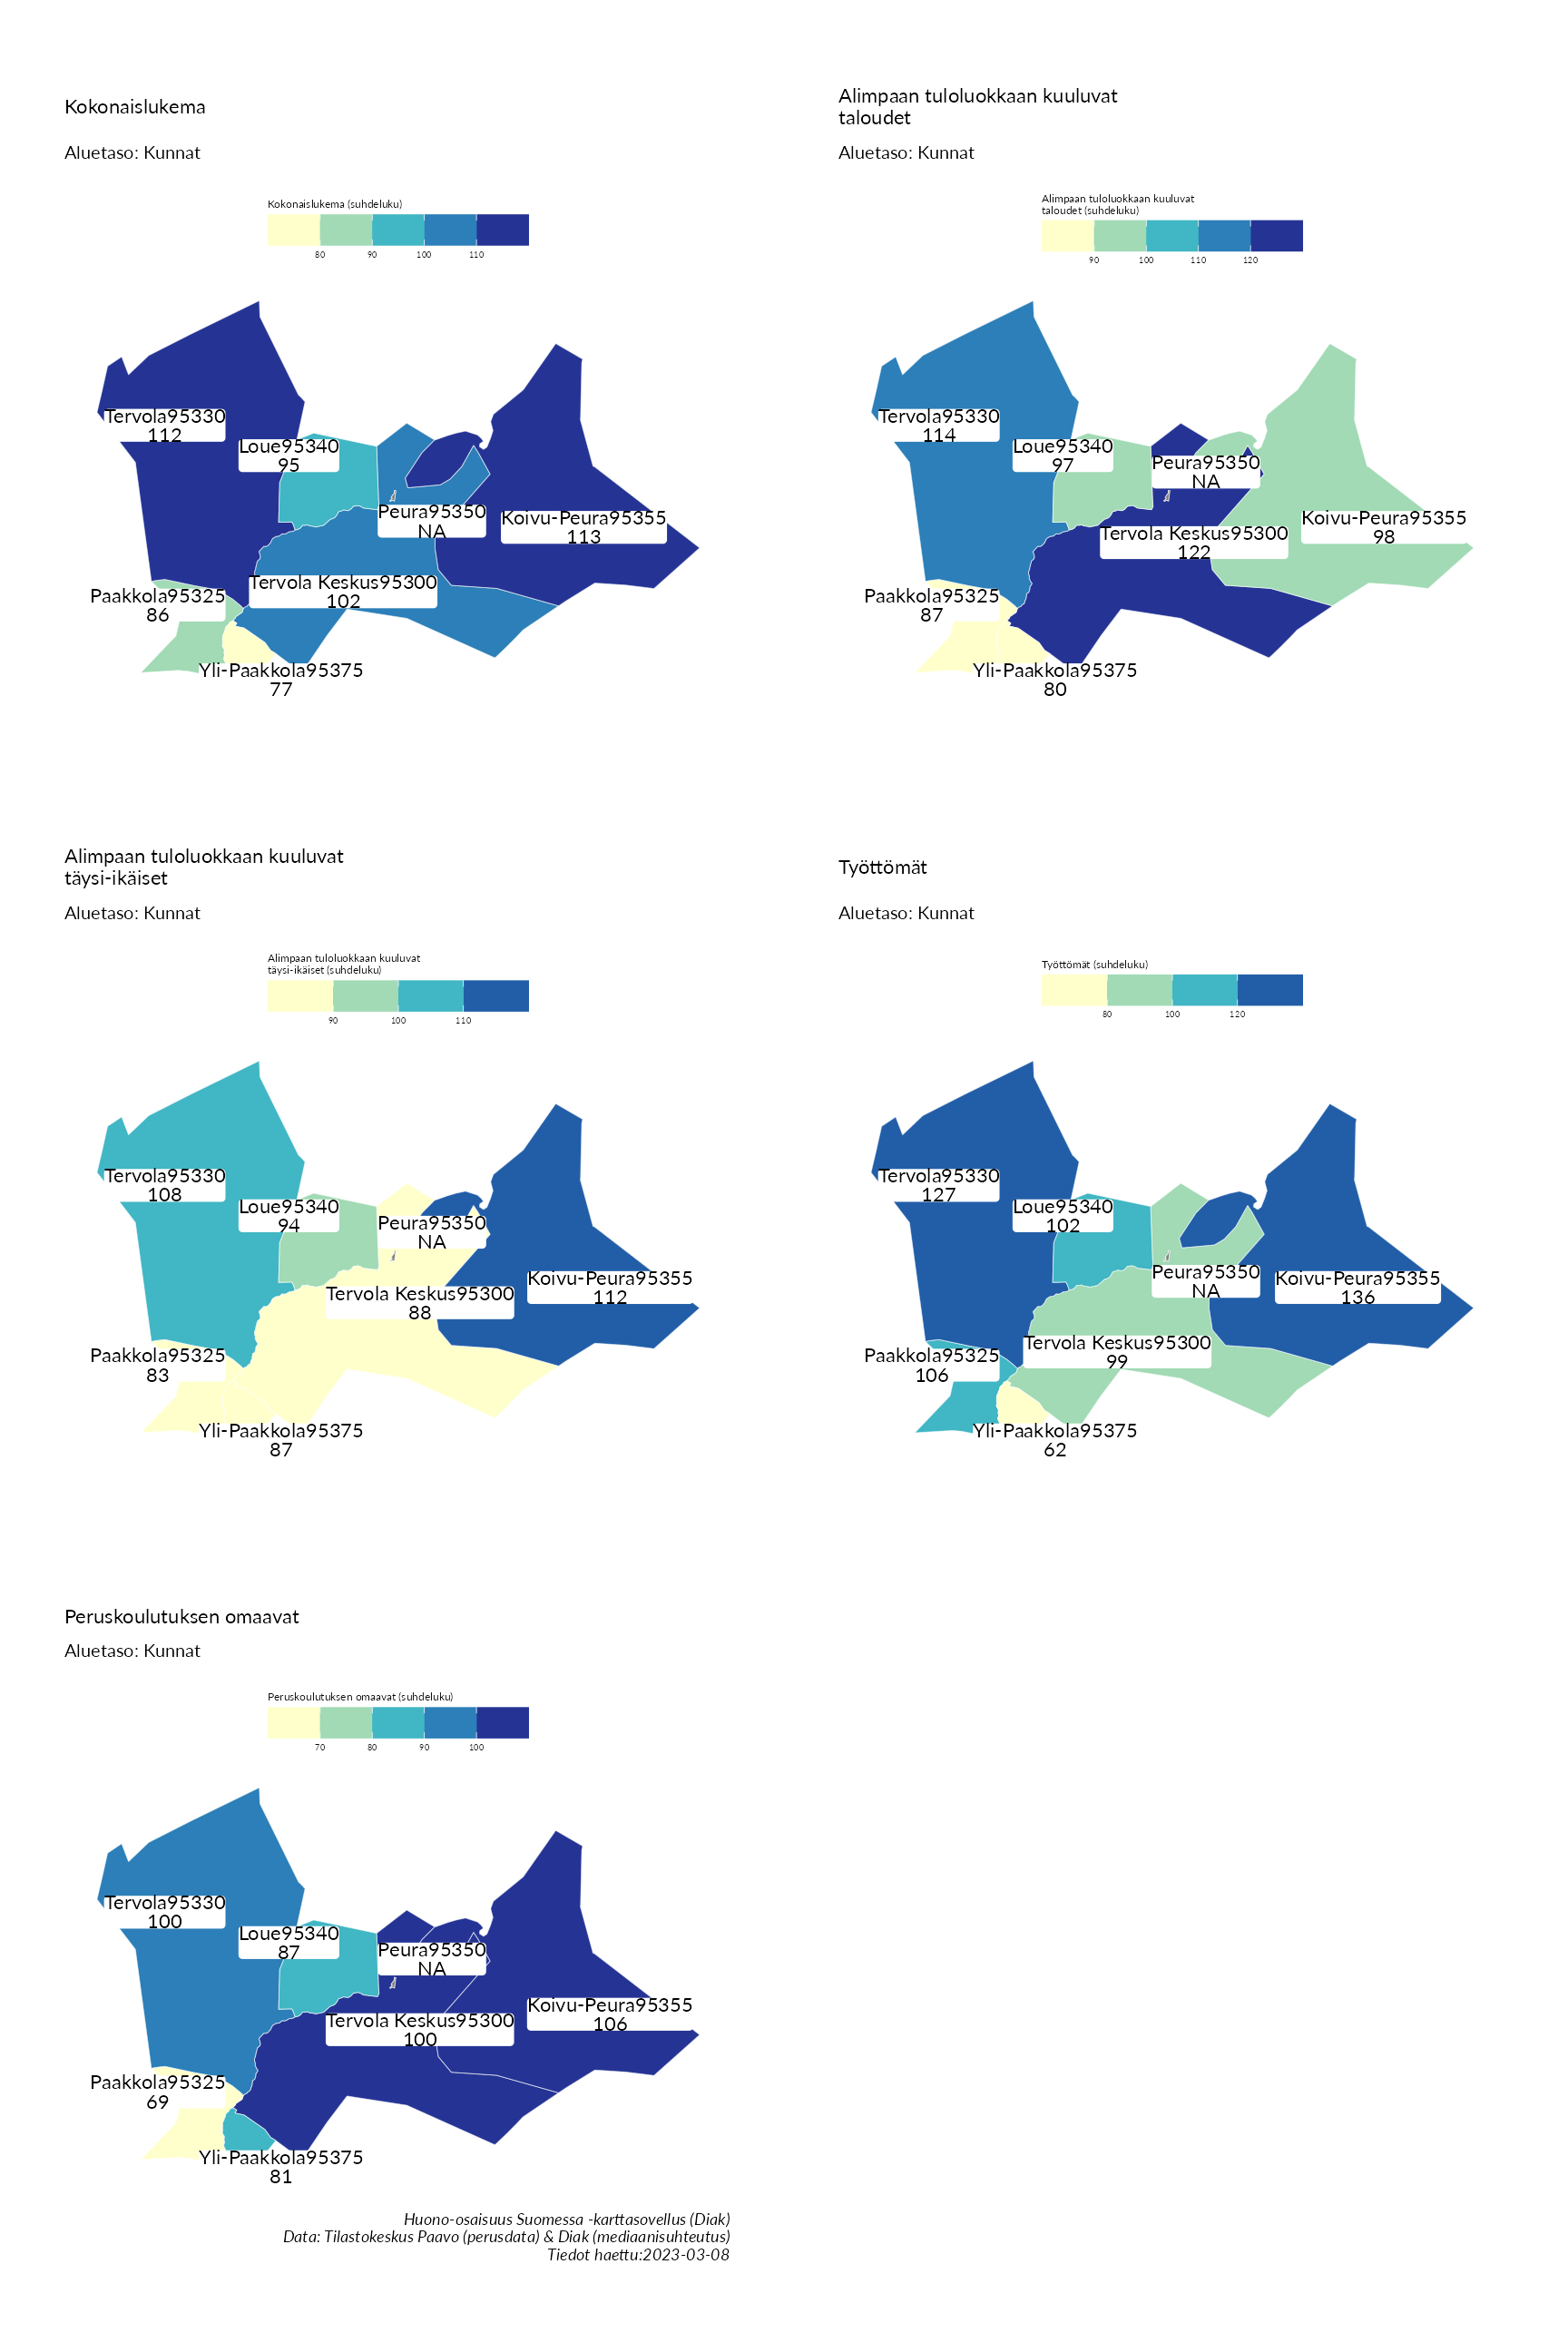 Kokonaislukema
Aluetaso: Kunnat
Kokonaislukema (suhdeluku)
80 90 100 110
Tervola95330
112
Loue95340
95
Peura95350
NA
Koivu-Peura95355
113
Tervola Keskus95300
102
Paakkola95325
86
Yli-Paakkola95375
77
Alimpaan tuloluokkaan kuuluvat
taloudet
Aluetaso: Kunnat
Alimpaan tuloluokkaan kuuluvat
taloudet (suhdeluku)
90 100 110 120
Tervola95330
114
Loue95340
97
Peura95350
NA
Koivu-Peura95355
98
Tervola Keskus95300
122
Paakkola95325
87
Yli-Paakkola95375
80
Alimpaan tuloluokkaan kuuluvat
täysi-ikäiset
Aluetaso: Kunnat
Alimpaan tuloluokkaan kuuluvat
täysi-ikäiset (suhdeluku)
90 100 110
Tervola95330
108
Loue95340
94
Peura95350
NA
Koivu-Peura95355
112
Tervola Keskus95300
88
Paakkola95325
83
Yli-Paakkola95375
87
Työttömät
Aluetaso: Kunnat
Työttömät (suhdeluku)
80 100 120
Tervola95330
127
Loue95340
102
Peura95350
NA
Koivu-Peura95355
136
Tervola Keskus95300
99
Paakkola95325
106
Yli-Paakkola95375
62
Peruskoulutuksen omaavat
Aluetaso: Kunnat
Peruskoulutuksen omaavat (suhdeluku)
70 80 90 100
Tervola95330
100
Loue95340
87
Peura95350
NA
Koivu-Peura95355
106
Tervola Keskus95300
100
Paakkola95325
69
Yli-Paakkola95375
81
Huono-osaisuus Suomessa -karttasovellus (Diak)
Data: Tilastokeskus Paavo (perusdata) & Diak (mediaanisuhteutus)
Tiedot haettu:2023-03-08